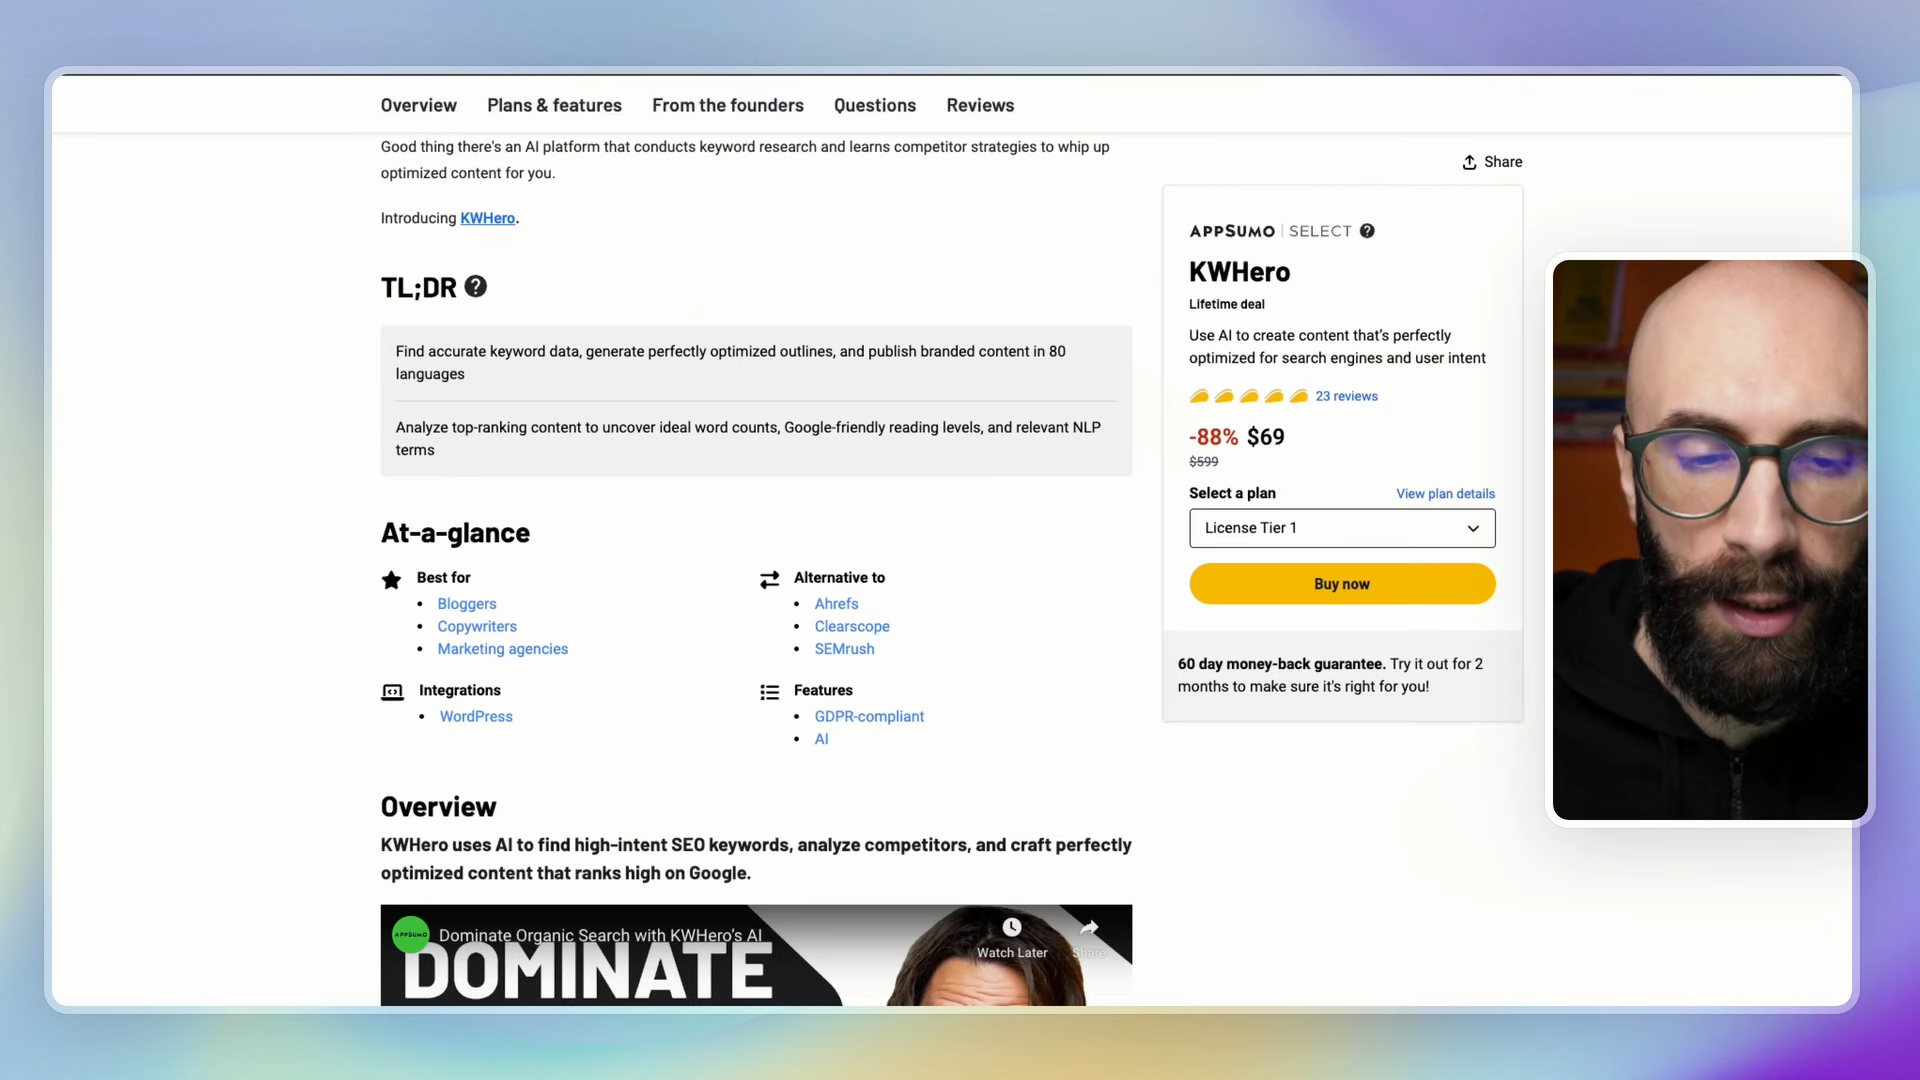 Overview Plans & features From the founders Questions Reviews
Good thing there's an AI platform that conducts keyword research and learns competitor strategies to whip up
optimized content for you.
Introducing KWHero.
TL;DR
Find accurate keyword data, generate perfectly optimized outlines, and publish branded content in 80
languages
Analyze top-ranking content to uncover ideal word counts, Google-friendly reading levels, and relevant NLP
terms
At-a-glance
Best for
• Bloggers
• Copywriters
• Marketing agencies
Alternative to
• Ahrefs
• Clearscope
• SEMrush
Integrations
• WordPress
Features
• GDPR-compliant
• AI
Overview
KWHero uses AI to find high-intent SEO keywords, analyze competitors, and craft perfectly
optimized content that ranks high on Google.
APPSUMO
Dominate Organic Search with KWHero's AI
Watch Later
Share
DOMINATE
Share
APPSUMO | SELECT ?
KWHero
Lifetime deal
Use AI to create content that's perfectly
optimized for search engines and user intent
23 reviews
-88% $69
$599
Select a plan View plan details
License Tier 1
Buy now
60 day money-back guarantee. Try it out for 2
months to make sure it's right for you!